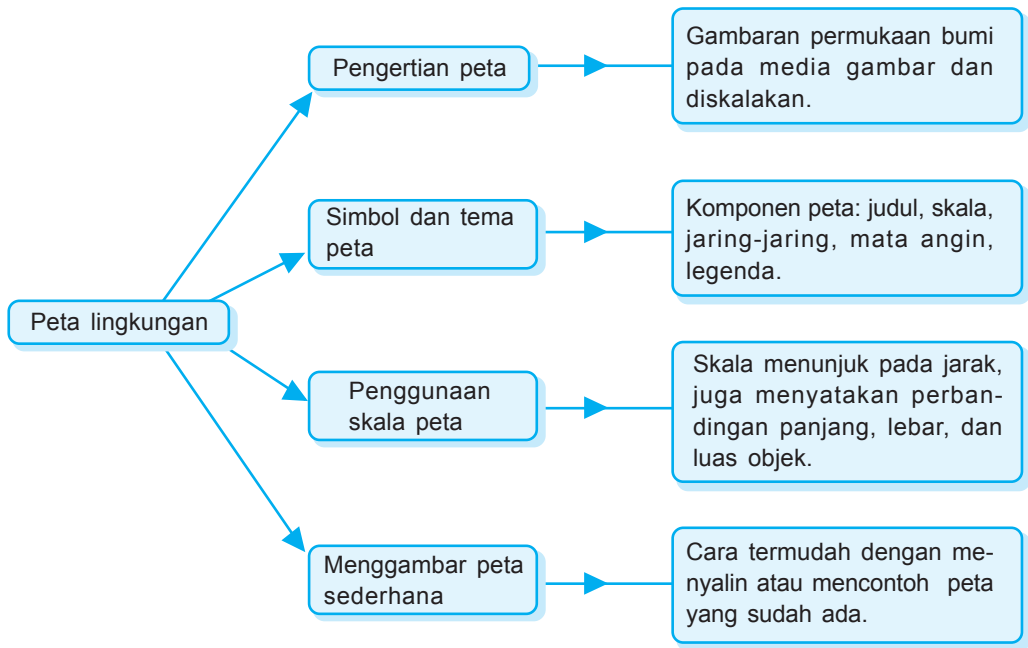 Peta lingkungan
Pengertian peta
Gambaran permukaan bumi
pada media gambar dan
diskalakan.
Simbol dan tema
peta
Komponen peta: judul, skala,
jaring-jaring, mata angin,
legenda.
Penggunaan
skala peta
Skala menunjuk pada jarak,
juga menyatakan perban-
dingan panjang, lebar, dan
luas objek.
Menggambar peta
sederhana
Cara termudah dengan me-
nyalin atau mencontoh peta
yang sudah ada.